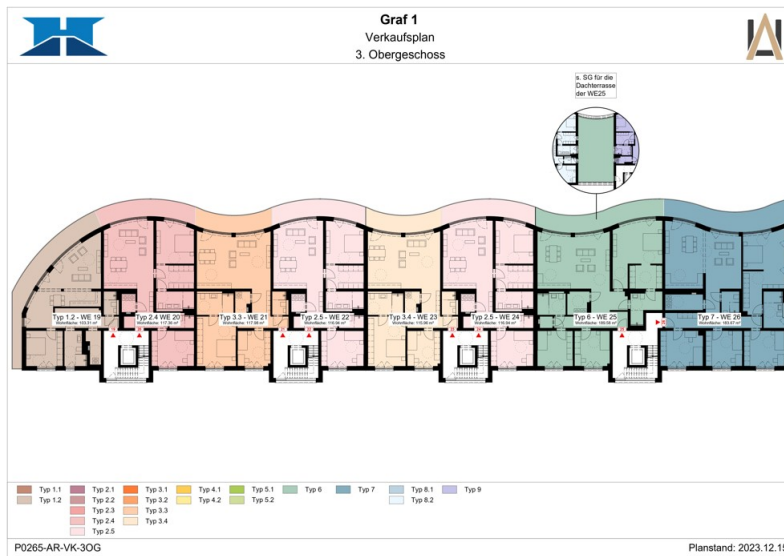 Graf 1
Verkaufsplan
3. Obergeschoss
s. SG für die
Dachterrasse
der WE25
Typ 1.2 - WE 19
Typ 2.4 WE 20
Typ 3.3 - WE 21
Typ 2.5 - WE 22
Typ 3.4 - WE 23
Typ 2.5 - WE 24
Typ 6 - WE 25
Typ 7 - WE 26
Typ 1.1
Typ 2.1
Typ 3.1
Typ 4.1
Typ 5.1
Typ 6
Typ 7
Typ 8.1
Typ 9
Typ 1.2
Typ 2.2
Typ 3.2
Typ 4.2
Typ 5.2
Typ 8.2
Typ 2.3
Typ 3.3
Typ 2.4
Typ 3.4
Typ 2.5
P0265-AR-VK-3OG
Planstand: 2023.12.15